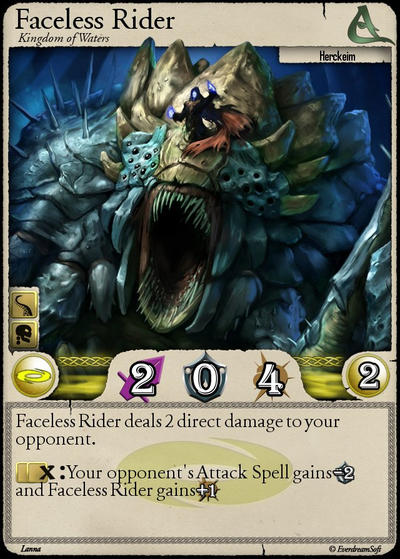 Faceless Rider
Kingdom of Waters
Herckeim
2 0 4 2
Faceless Rider deals 2 direct damage to your
opponent.
X :Your opponent's Attack Spell gains -2
and Faceless Rider gains +1
Lanna © EverdreamSoft